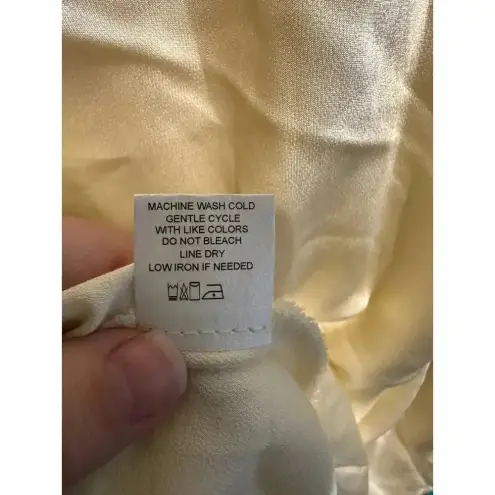 MACHINE WASH COLD
GENTLE CYCLE
WITH LIKE COLORS
DO NOT BLEACH
LINE DRY
LOW IRON IF NEEDED